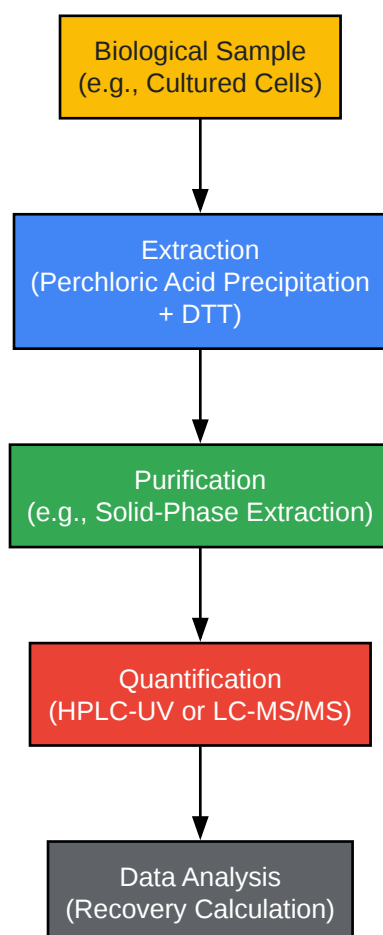 Biological Sample
(e.g., Cultured Cells)
Extraction
(Perchloric Acid Precipitation
+ DTT)
Purification
(e.g., Solid-Phase Extraction)
Quantification
(HPLC-UV or LC-MS/MS)
Data Analysis
(Recovery Calculation)